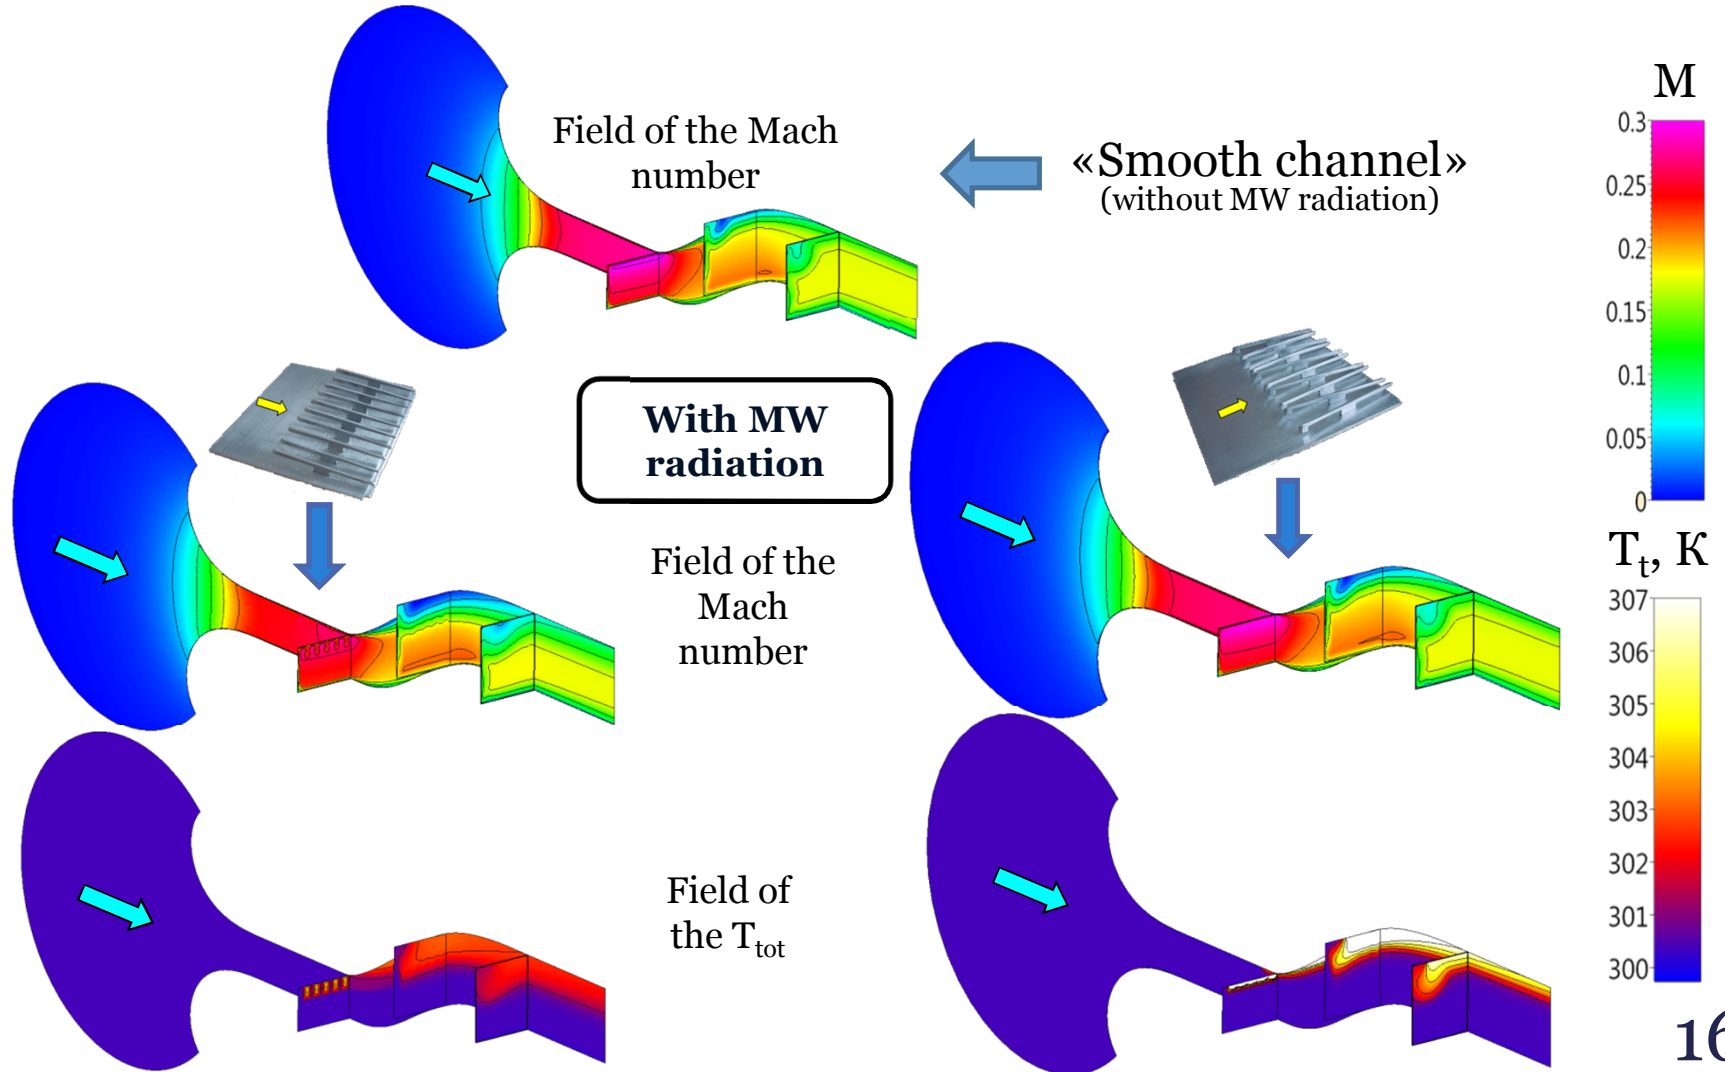 Field of the Mach
number
«Smooth channel»
(without MW radiation)
M
0.3
0.25
0.2
0.15
0.1
0.05
0
With MW
radiation
Field of the
Mach
number
Tt, K
307
306
305
304
303
302
301
300
Field of
the Ttot
16